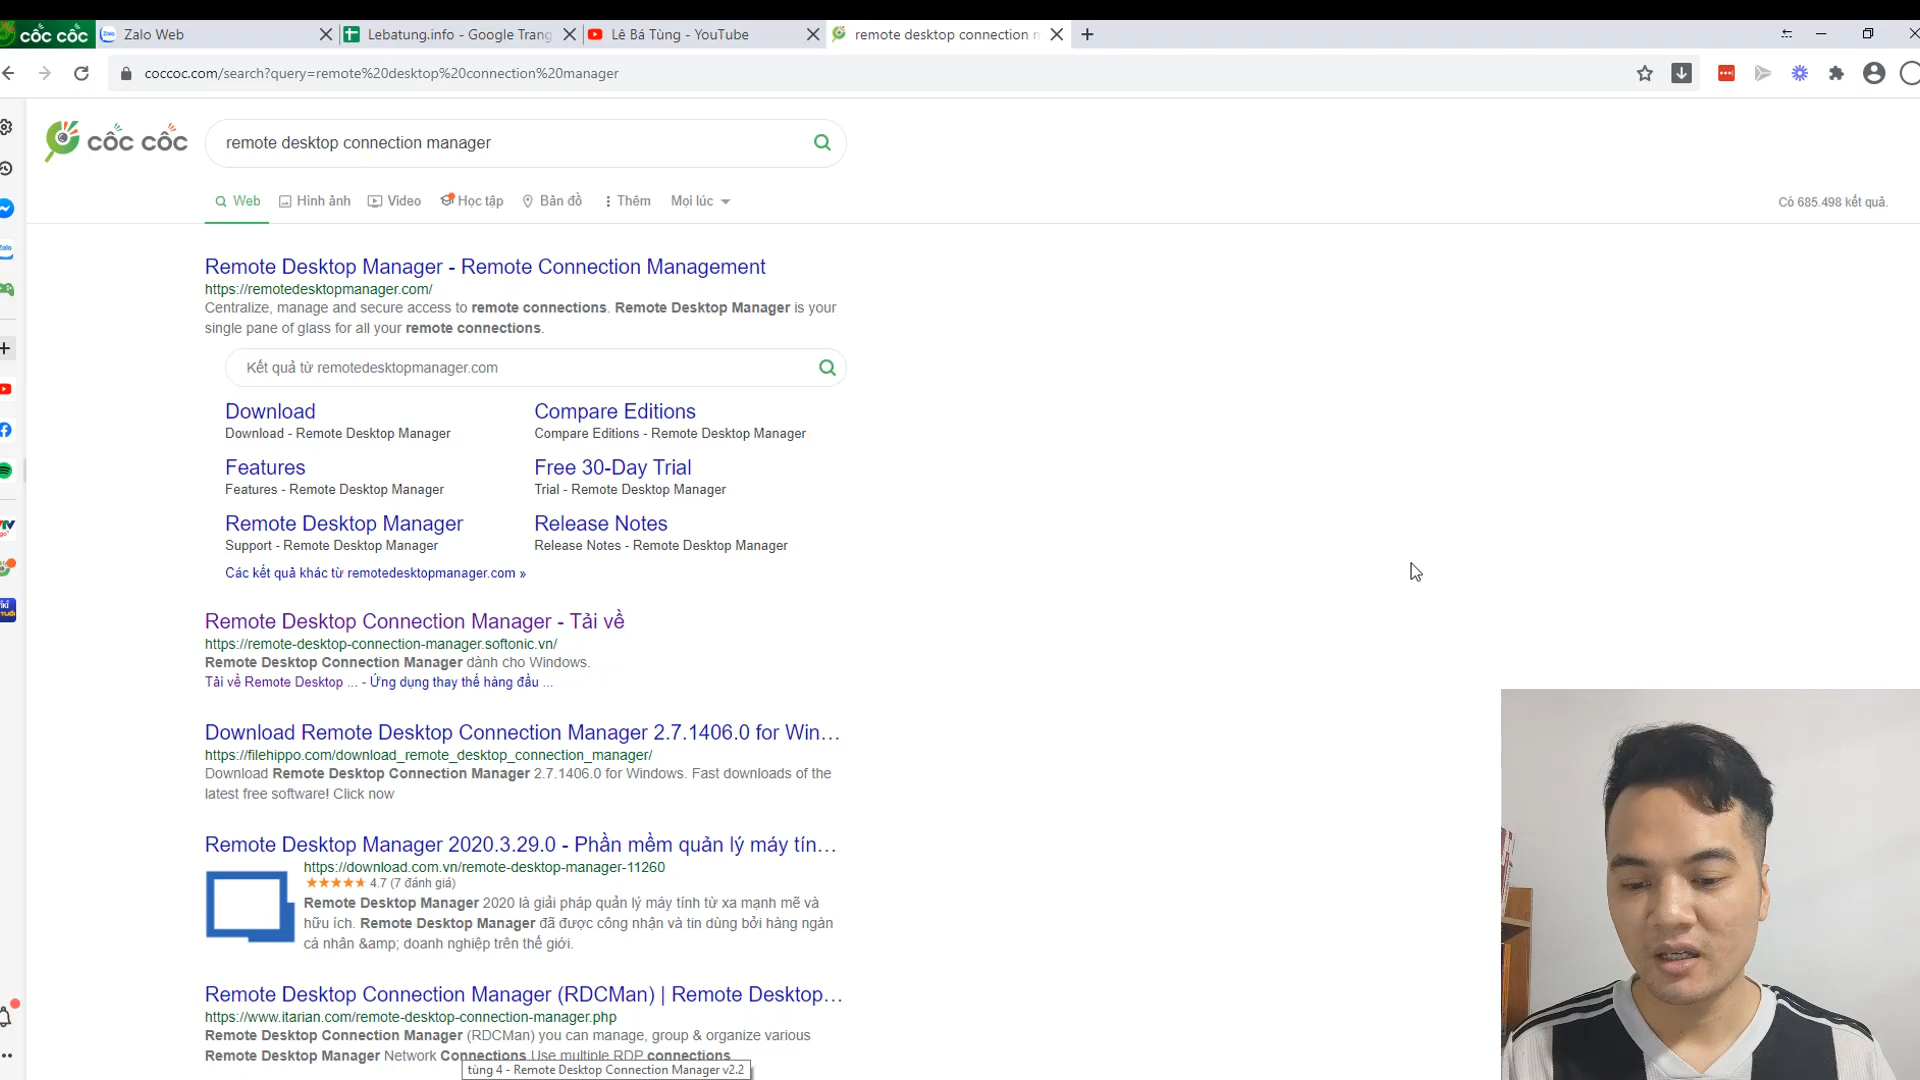 CỐC CỐC
Zalo Web
Lebatung.info - Google Trang
Lê Bá Tùng - YouTube
remote desktop connection m
coccoc.com/search?query=remote%20desktop%20connection%20manager
CỐC CỐC
remote desktop connection manager
Web
Hình ảnh
Video
Học tập
Bản đồ
Thêm
Mọi lúc
Có 685.498 kết quả.
Remote Desktop Manager - Remote Connection Management
https://remotedesktopmanager.com/
Centralize, manage and secure access to remote connections. Remote Desktop Manager is your
single pane of glass for all your remote connections.
Kết quả từ remotedesktopmanager.com
Download
Download - Remote Desktop Manager
Compare Editions
Compare Editions - Remote Desktop Manager
Features
Features - Remote Desktop Manager
Free 30-Day Trial
Trial - Remote Desktop Manager
Remote Desktop Manager
Support - Remote Desktop Manager
Release Notes
Release Notes - Remote Desktop Manager
Các kết quả khác từ remotedesktopmanager.com »
Remote Desktop Connection Manager - Tải về
https://remote-desktop-connection-manager.softonic.vn/
Remote Desktop Connection Manager dành cho Windows.
Tải về Remote Desktop ... - Ứng dụng thay thế hàng đầu ...
Download Remote Desktop Connection Manager 2.7.1406.0 for Win...
https://filehippo.com/download_remote_desktop_connection_manager/
Download Remote Desktop Connection Manager 2.7.1406.0 for Windows. Fast downloads of the
latest free software! Click now
Remote Desktop Manager 2020.3.29.0 - Phần mềm quản lý máy tín...
https://download.com.vn/remote-desktop-manager-11260
4.7 (7 đánh giá)
Remote Desktop Manager 2020 là giải pháp quản lý máy tính từ xa mạnh mẽ và
hữu ích. Remote Desktop Manager đã được công nhận và tin dùng bởi hàng ngàn
cá nhân &amp; doanh nghiệp trên thế giới.
Remote Desktop Connection Manager (RDCMan) | Remote Desktop...
https://www.itarian.com/remote-desktop-connection-manager.php
Remote Desktop Connection Manager (RDCMan) you can manage, group & organize various
Remote Desktop Manager Network Connections Use multiple RDP connections
tùng 4 - Remote Desktop Connection Manager v2.2